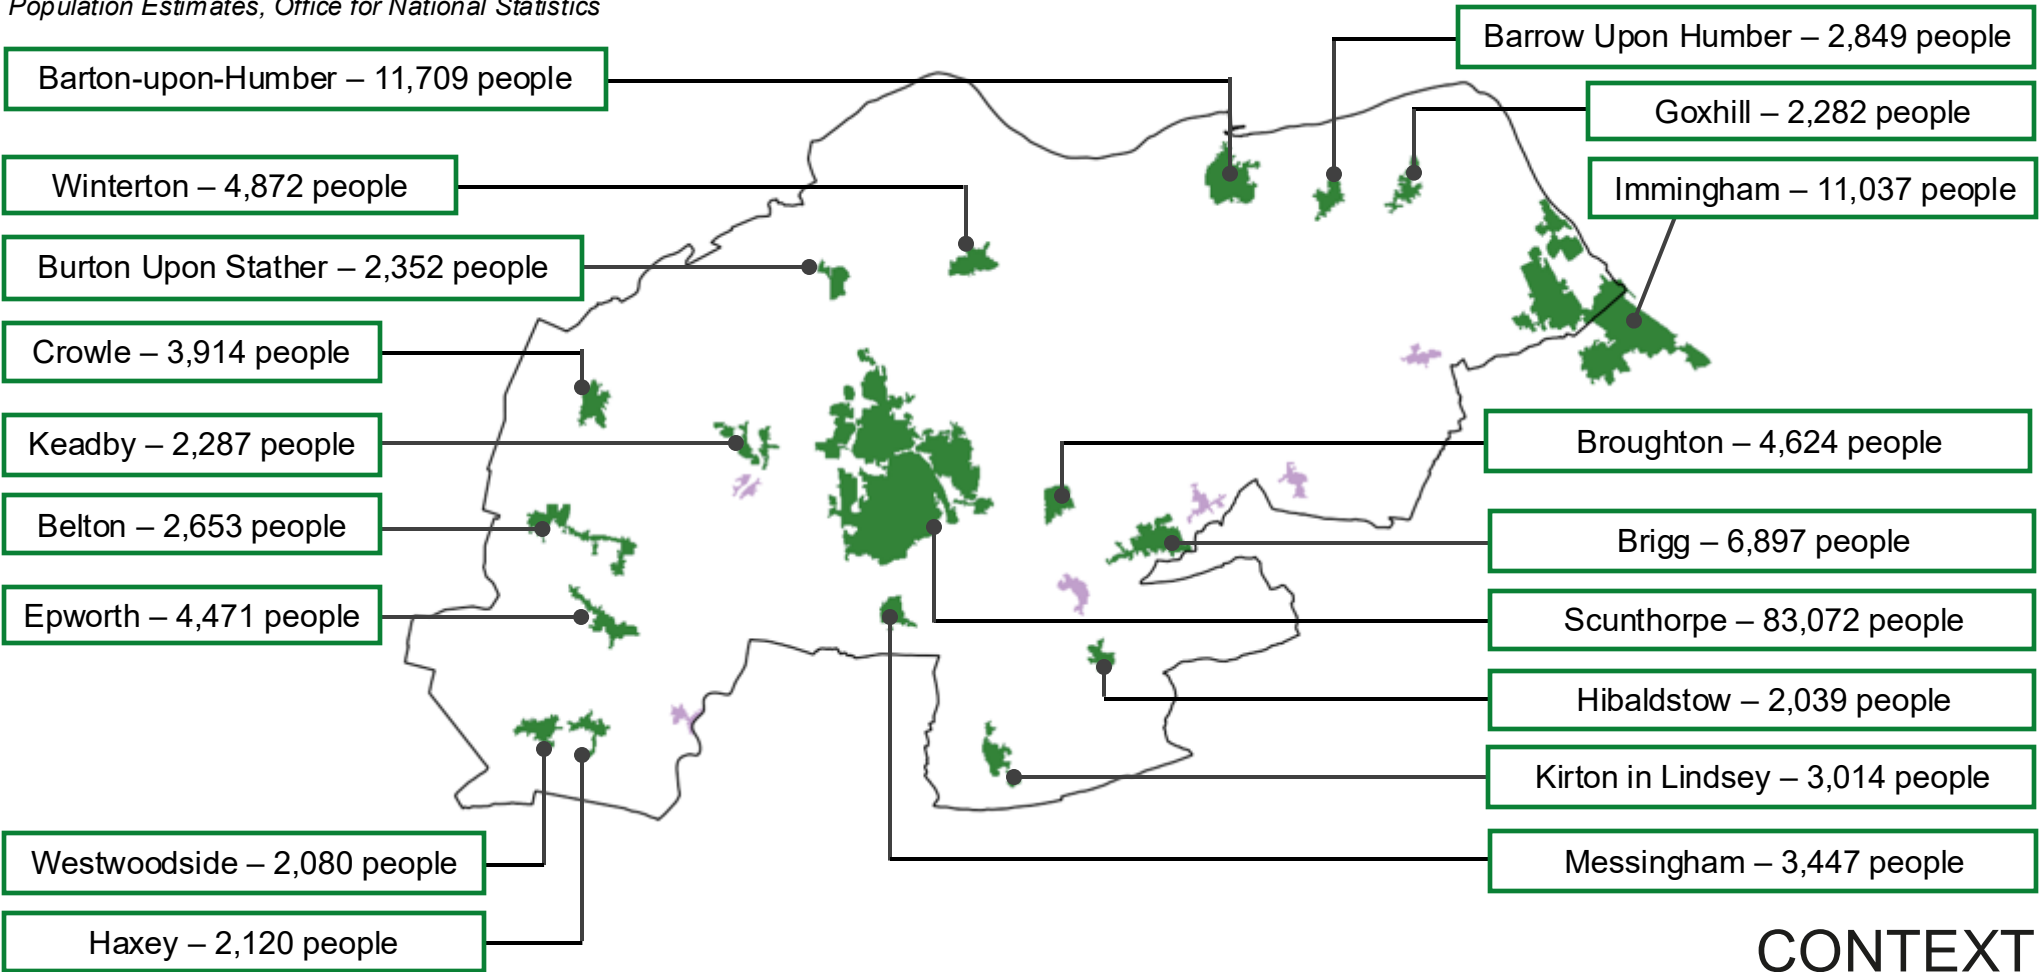 Population Estimates, Office for National Statistics
Barton-upon-Humber – 11,709 people
Winterton – 4,872 people
Burton Upon Stather – 2,352 people
Crowle – 3,914 people
Keadby – 2,287 people
Belton – 2,653 people
Epworth – 4,471 people
Westwoodside – 2,080 people
Haxey – 2,120 people
Barrow Upon Humber – 2,849 people
Goxhill – 2,282 people
Immingham – 11,037 people
Broughton – 4,624 people
Brigg – 6,897 people
Scunthorpe – 83,072 people
Hibaldstow – 2,039 people
Kirton in Lindsey – 3,014 people
Messingham – 3,447 people
CONTEXT